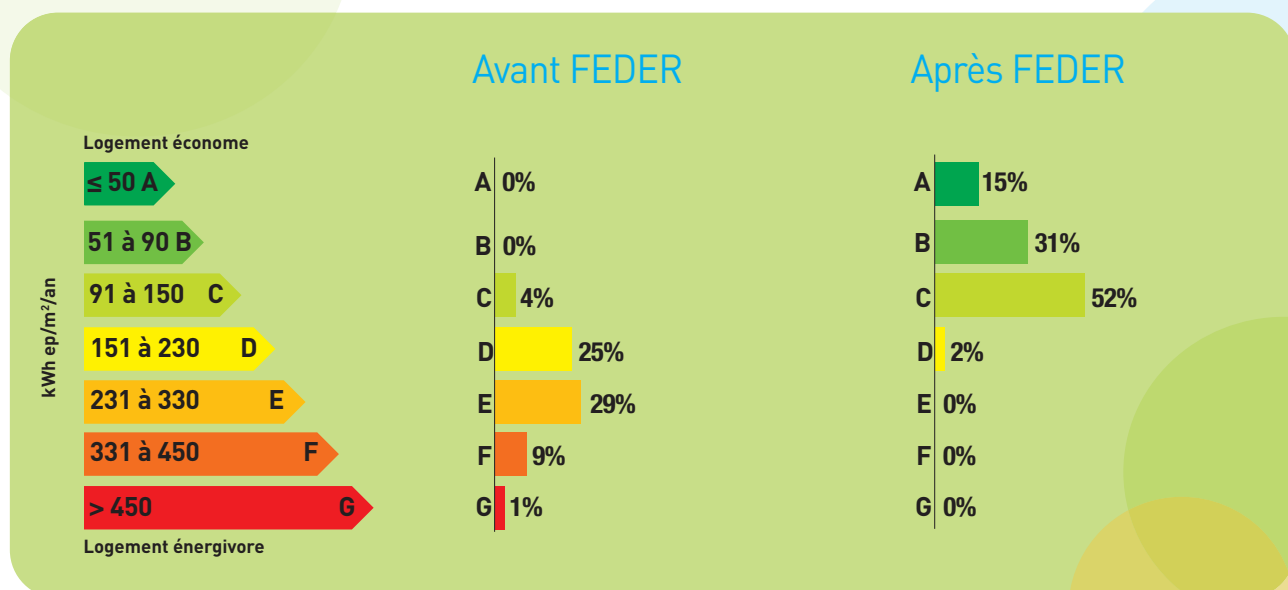 Avant FEDER
Après FEDER
Logement économe
kWh ep/m²/an
≤ 50 A
51 à 90 B
91 à 150 C
151 à 230 D
231 à 330 E
331 à 450 F
> 450 G
Logement énergivore
A 0%
B 0%
C 4%
D 25%
E 29%
F 9%
G 1%
A 15%
B 31%
C 52%
D 2%
E 0%
F 0%
G 0%